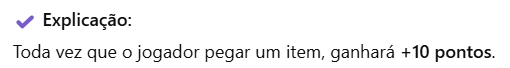 Explicação:
Toda vez que o jogador pegar um item, ganhará +10 pontos.